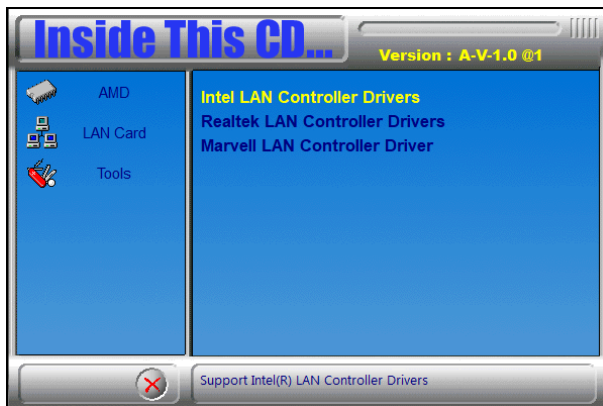 Inside This CD...
Version : A-V-1.0 @1
AMD
LAN Card
Tools
Intel LAN Controller Drivers
Realtek LAN Controller Drivers
Marvell LAN Controller Driver
Support Intel(R) LAN Controller Drivers